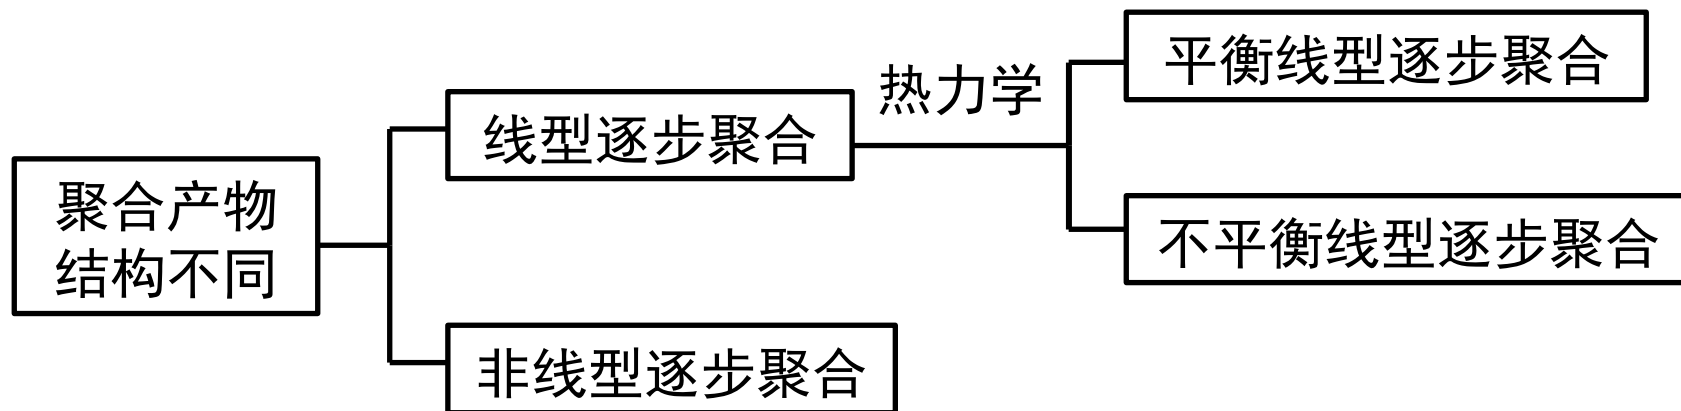 聚合产物
结构不同
线型逐步聚合
非线型逐步聚合
热力学
平衡线型逐步聚合
不平衡线型逐步聚合